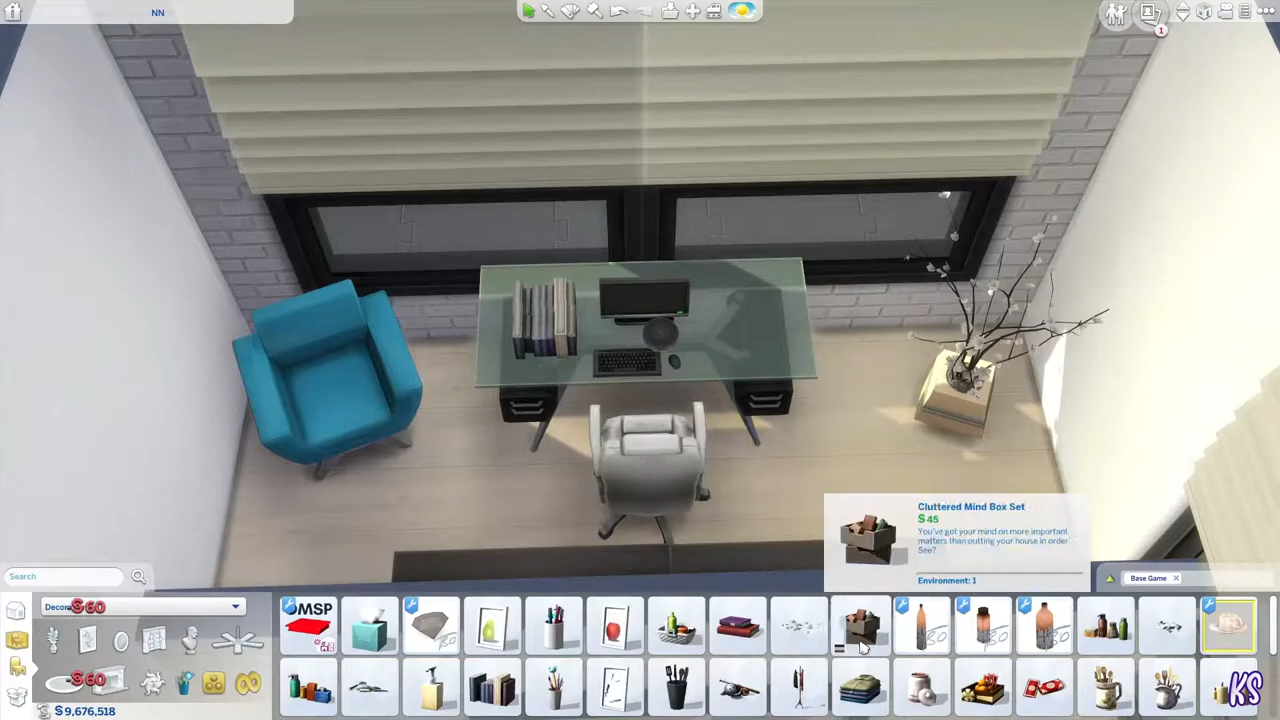 NN
1
Cluttered Mind Box Set
§45
You've got your mind on more important
matters than putting your house in order
See?
Environment: 1
Search
Base Game
§60
MSP
§60
§9,676,518
KS